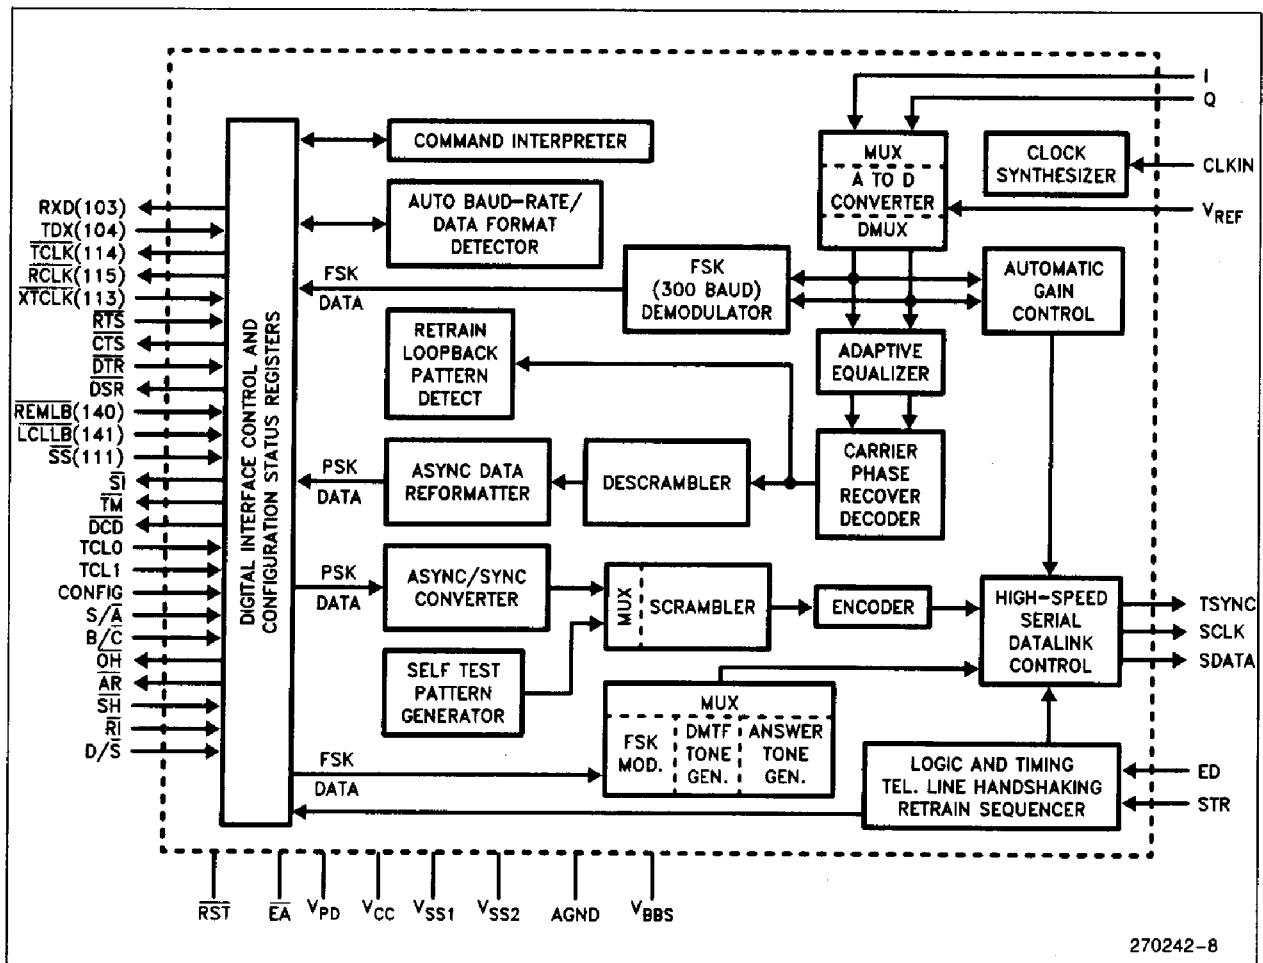 I
Q
CLKIN
VREF
MUX
A TO D
CONVERTER
DMUX
CLOCK
SYNTHESIZER
COMMAND INTERPRETER
AUTO BAUD-RATE/
DATA FORMAT
DETECTOR
FSK
DATA
FSK
(300 BAUD)
DEMODULATOR
AUTOMATIC
GAIN
CONTROL
RETRAIN
LOOPBACK
PATTERN
DETECT
ADAPTIVE
EQUALIZER
PSK
DATA
ASYNC DATA
REFORMATTER
DESCRAMBLER
CARRIER
PHASE
RECOVER
DECODER
PSK
DATA
ASYNC/SYNC
CONVERTER
MUX
SCRAMBLER
ENCODER
HIGH-SPEED
SERIAL
DATALINK
CONTROL
TSYNC
SCLK
SDATA
SELF TEST
PATTERN
GENERATOR
MUX
FSK
MOD.
DMTF
TONE
GEN.
ANSWER
TONE
GEN.
FSK
DATA
LOGIC AND TIMING
TEL. LINE HANDSHAKING
RETRAIN SEQUENCER
ED
STR
DIGITAL INTERFACE CONTROL AND
CONFIGURATION STATUS REGISTERS
RXD(103)
TDX(104)
TCLK(114)
RCLK(115)
XTCLK(113)
RTS
CTS
DTR
DSR
REMLB(140)
LCLLB(141)
SS(111)
SI
TM
DCD
TCL0
TCL1
CONFIG
S/A
B/C
OH
AR
SH
RI
D/S
RST
EA
VPD
VCC
VSS1
VSS2
AGND
VBBS
270242-8